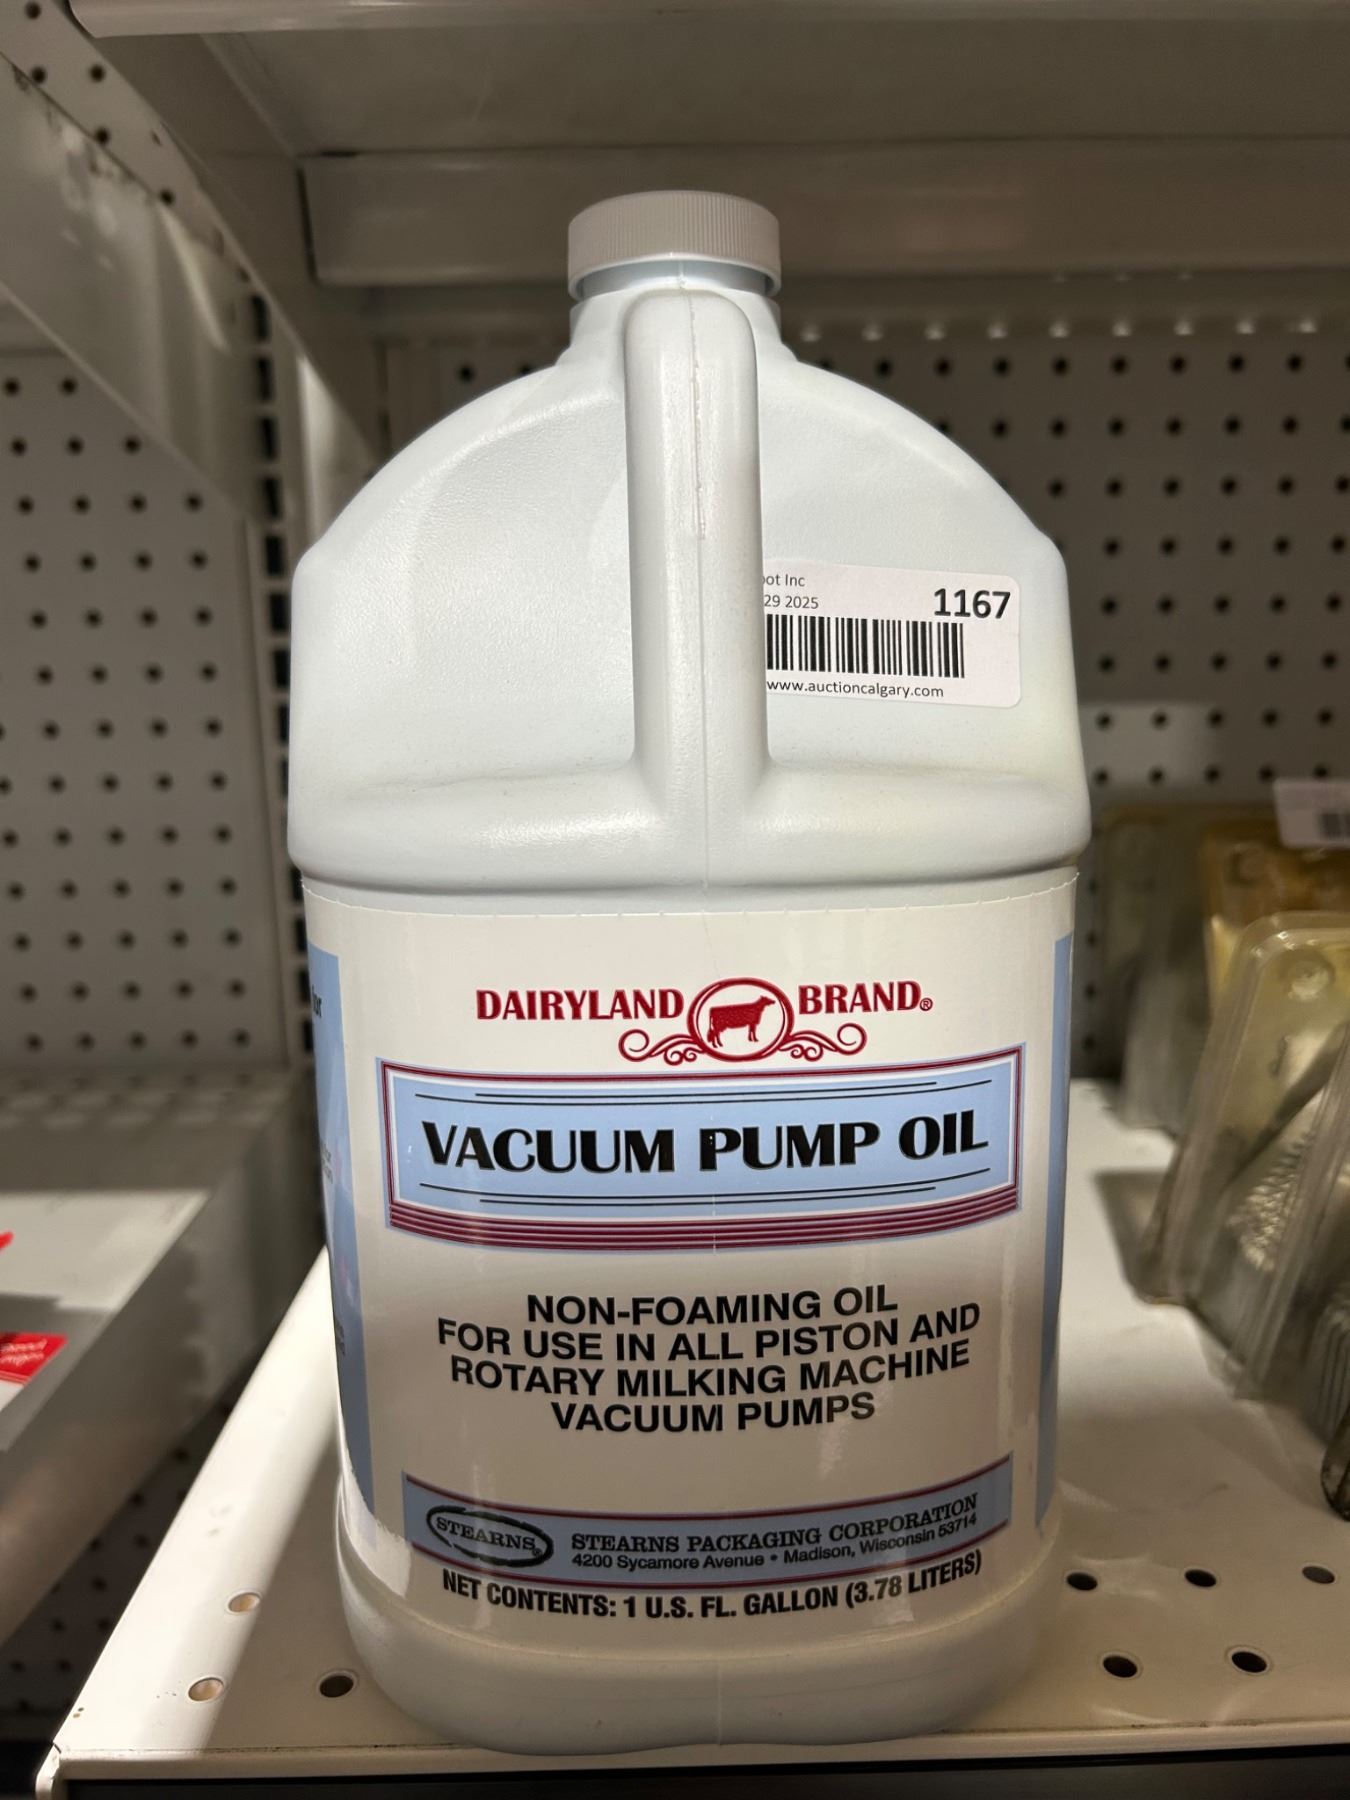 Inc
29 2025
1167
www.auctioncalgary.com
DAIRYLAND BRAND®
VACUUM PUMP OIL
NON-FOAMING OIL
FOR USE IN ALL PISTON AND
ROTARY MILKING MACHINE
VACUUM PUMPS
STEARNS®
STEARNS PACKAGING CORPORATION
4200 Sycamore Avenue • Madison, Wisconsin 53714
NET CONTENTS: 1 U.S. FL. GALLON (3.78 LITERS)